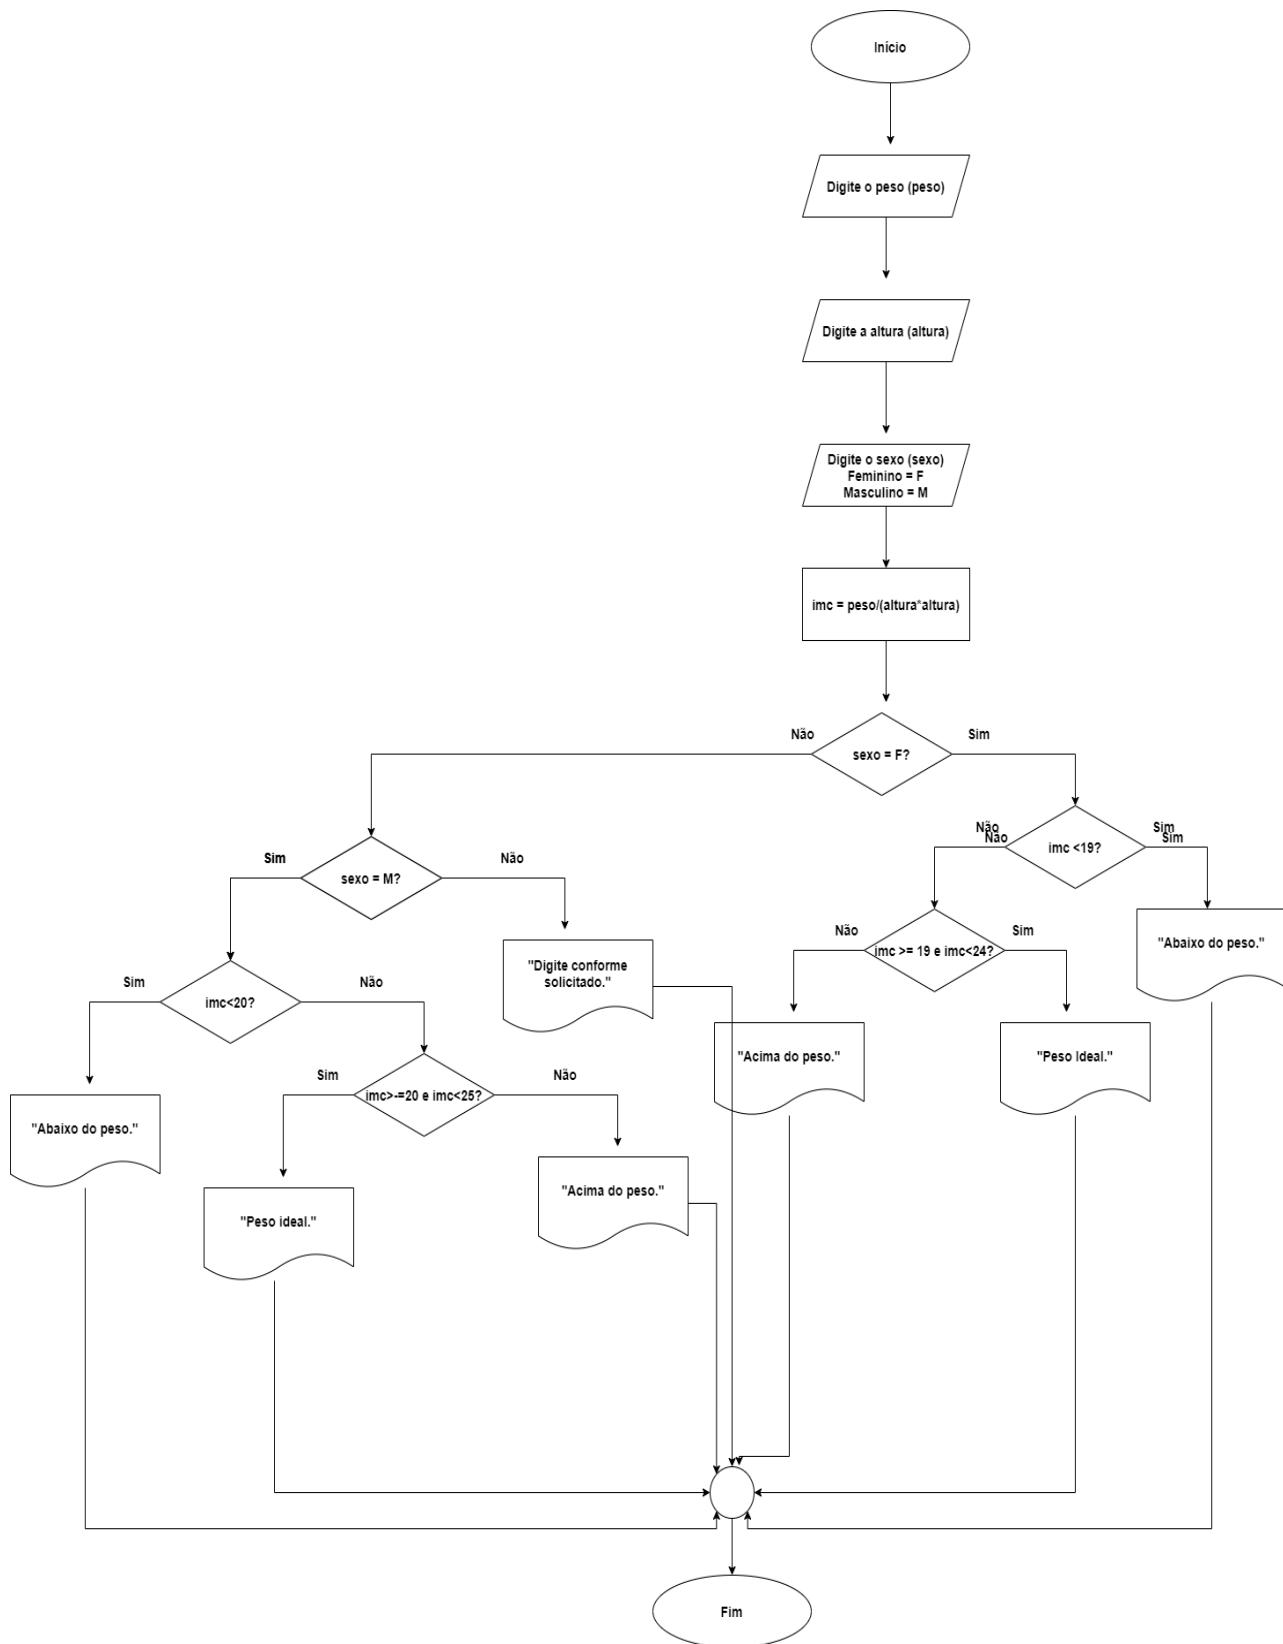 Início
Digite o peso (peso)
Digite a altura (altura)
Digite o sexo (sexo)
Feminino = F
Masculino = M
imc = peso/(altura*altura)
Não
sexo = F?
Sim
Não
Não
imc <19?
Sim
Sim
Sim
sexo = M?
Não
Não
imc >= 19 e imc<24?
Sim
"Abaixo do peso."
"Digite conforme
solicitado."
Sim
imc<20?
Não
"Acima do peso."
"Peso Ideal."
Sim
imc>-=20 e imc<25?
Não
"Abaixo do peso."
"Peso ideal."
"Acima do peso."
Fim